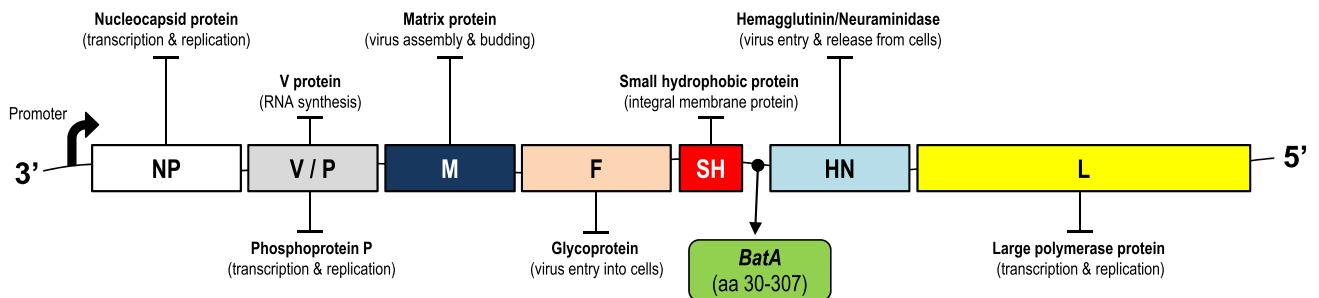 Nucleocapsid protein
(transcription & replication)
Matrix protein
(virus assembly & budding)
Hemagglutinin/Neuraminidase
(virus entry & release from cells)
V protein
(RNA synthesis)
Small hydrophobic protein
(integral membrane protein)
Promoter
3’
NP
V / P
M
F
SH
HN
L
5’
Phosphoprotein P
(transcription & replication)
Glycoprotein
(virus entry into cells)
BatA
(aa 30-307)
Large polymerase protein
(transcription & replication)